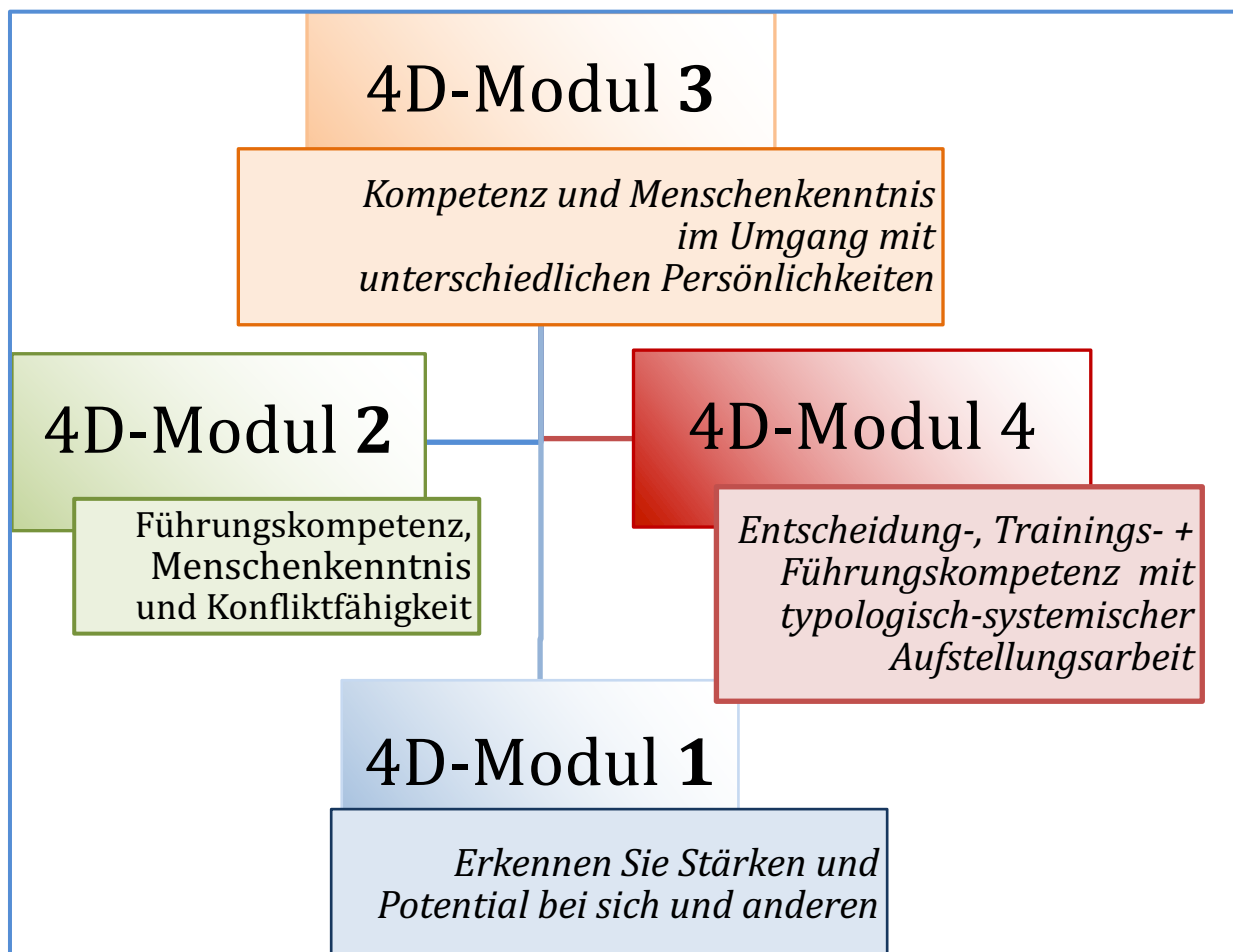 4D-Modul 3
Kompetenz und Menschenkenntnis
im Umgang mit
unterschiedlichen Persönlichkeiten
4D-Modul 2
Führungskompetenz,
Menschenkenntnis
und Konfliktfähigkeit
4D-Modul 4
Entscheidung-, Trainings- +
Führungskompetenz mit
typologisch-systemischer
Aufstellungsarbeit
4D-Modul 1
Erkennen Sie Stärken und
Potential bei sich und anderen